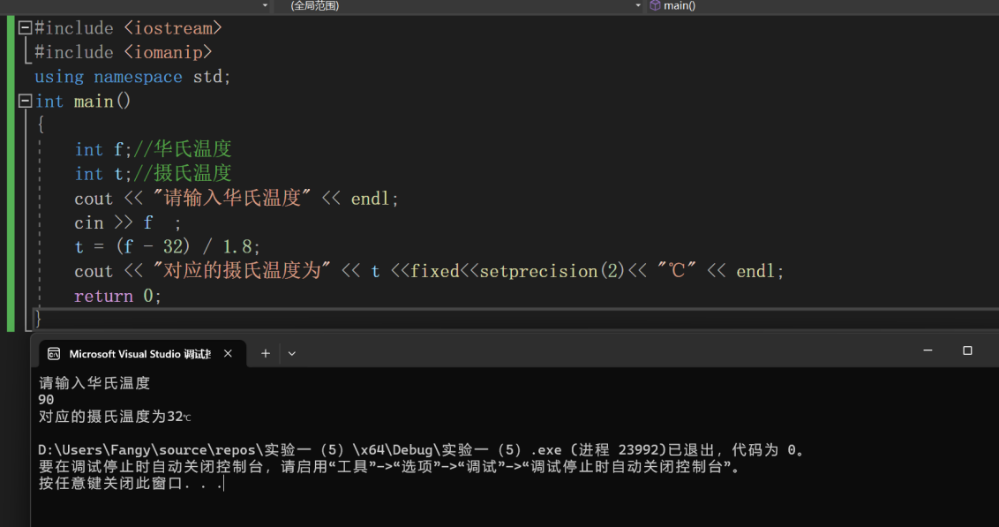 (全局范围) main()
#include <iostream>
#include <iomanip>
using namespace std;
int main()
{
int f;//华氏温度
int t;//摄氏温度
cout << "请输入华氏温度" << endl;
cin >> f  ;
t = (f - 32) / 1.8;
cout << "对应的摄氏温度为" << t <<fixed<<setprecision(2)<< "℃" << endl;
return 0;
}
Microsoft Visual Studio 调试控
请输入华氏温度
90
对应的摄氏温度为32℃
D:\Users\Fangy\source\repos\实验一（5）\x64\Debug\实验一（5）.exe (进程 23992)已退出，代码为 0。
要在调试停止时自动关闭控制台，请启用“工具”->“选项”->“调试”->“调试停止时自动关闭控制台”。
按任意键关闭此窗口. . .